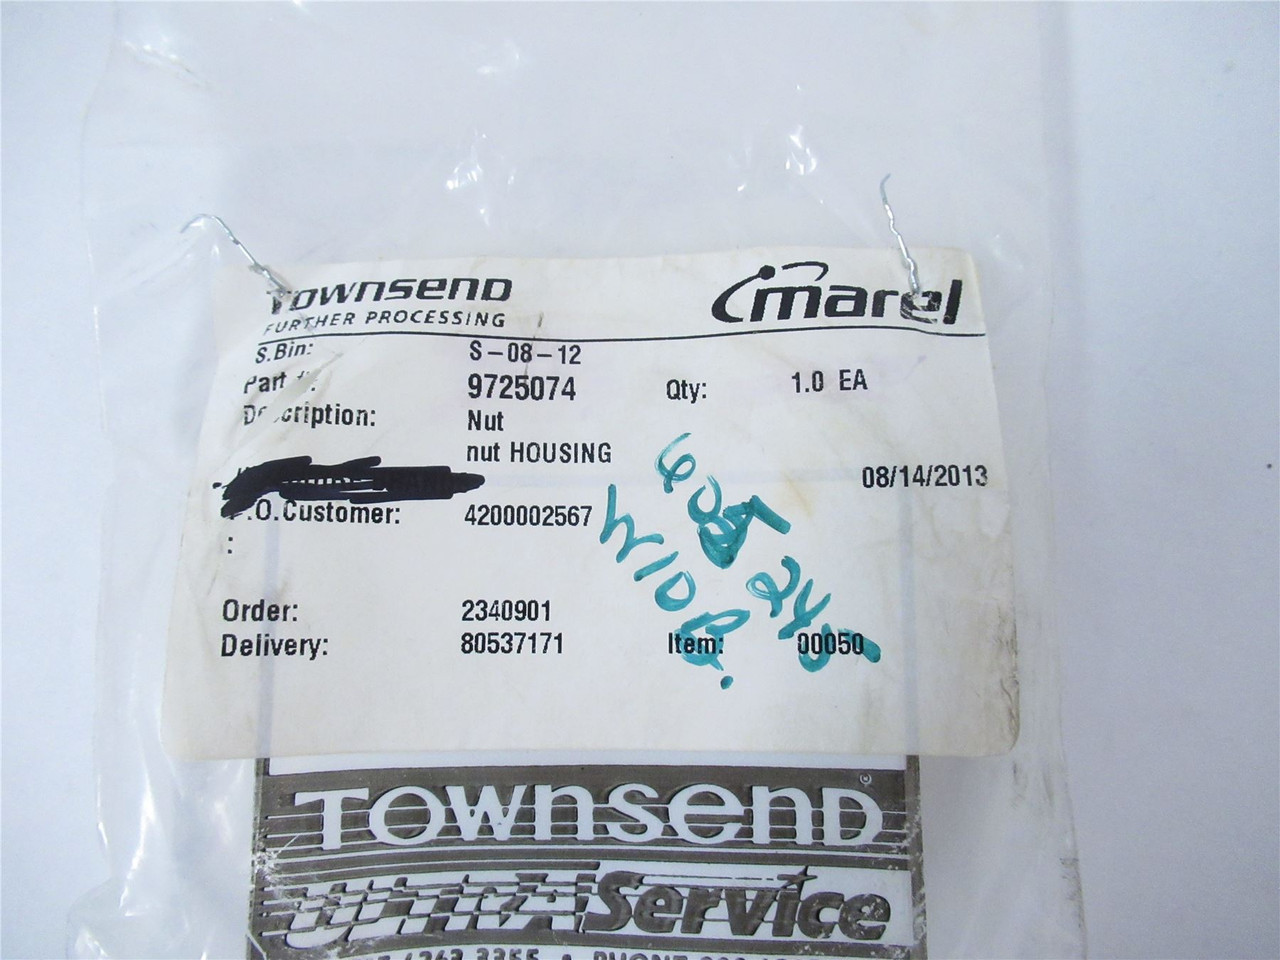 Townsend
FURTHER PROCESSING
marel
S.Bin: S-08-12
Part #: 9725074 Qty: 1.0 EA
Description: Nut
nut HOUSING
08/14/2013
P.O.Customer: 4200002567
:
Order: 2340901
Delivery: 80537171 Item: 00050
TOWNSEND ®
Service